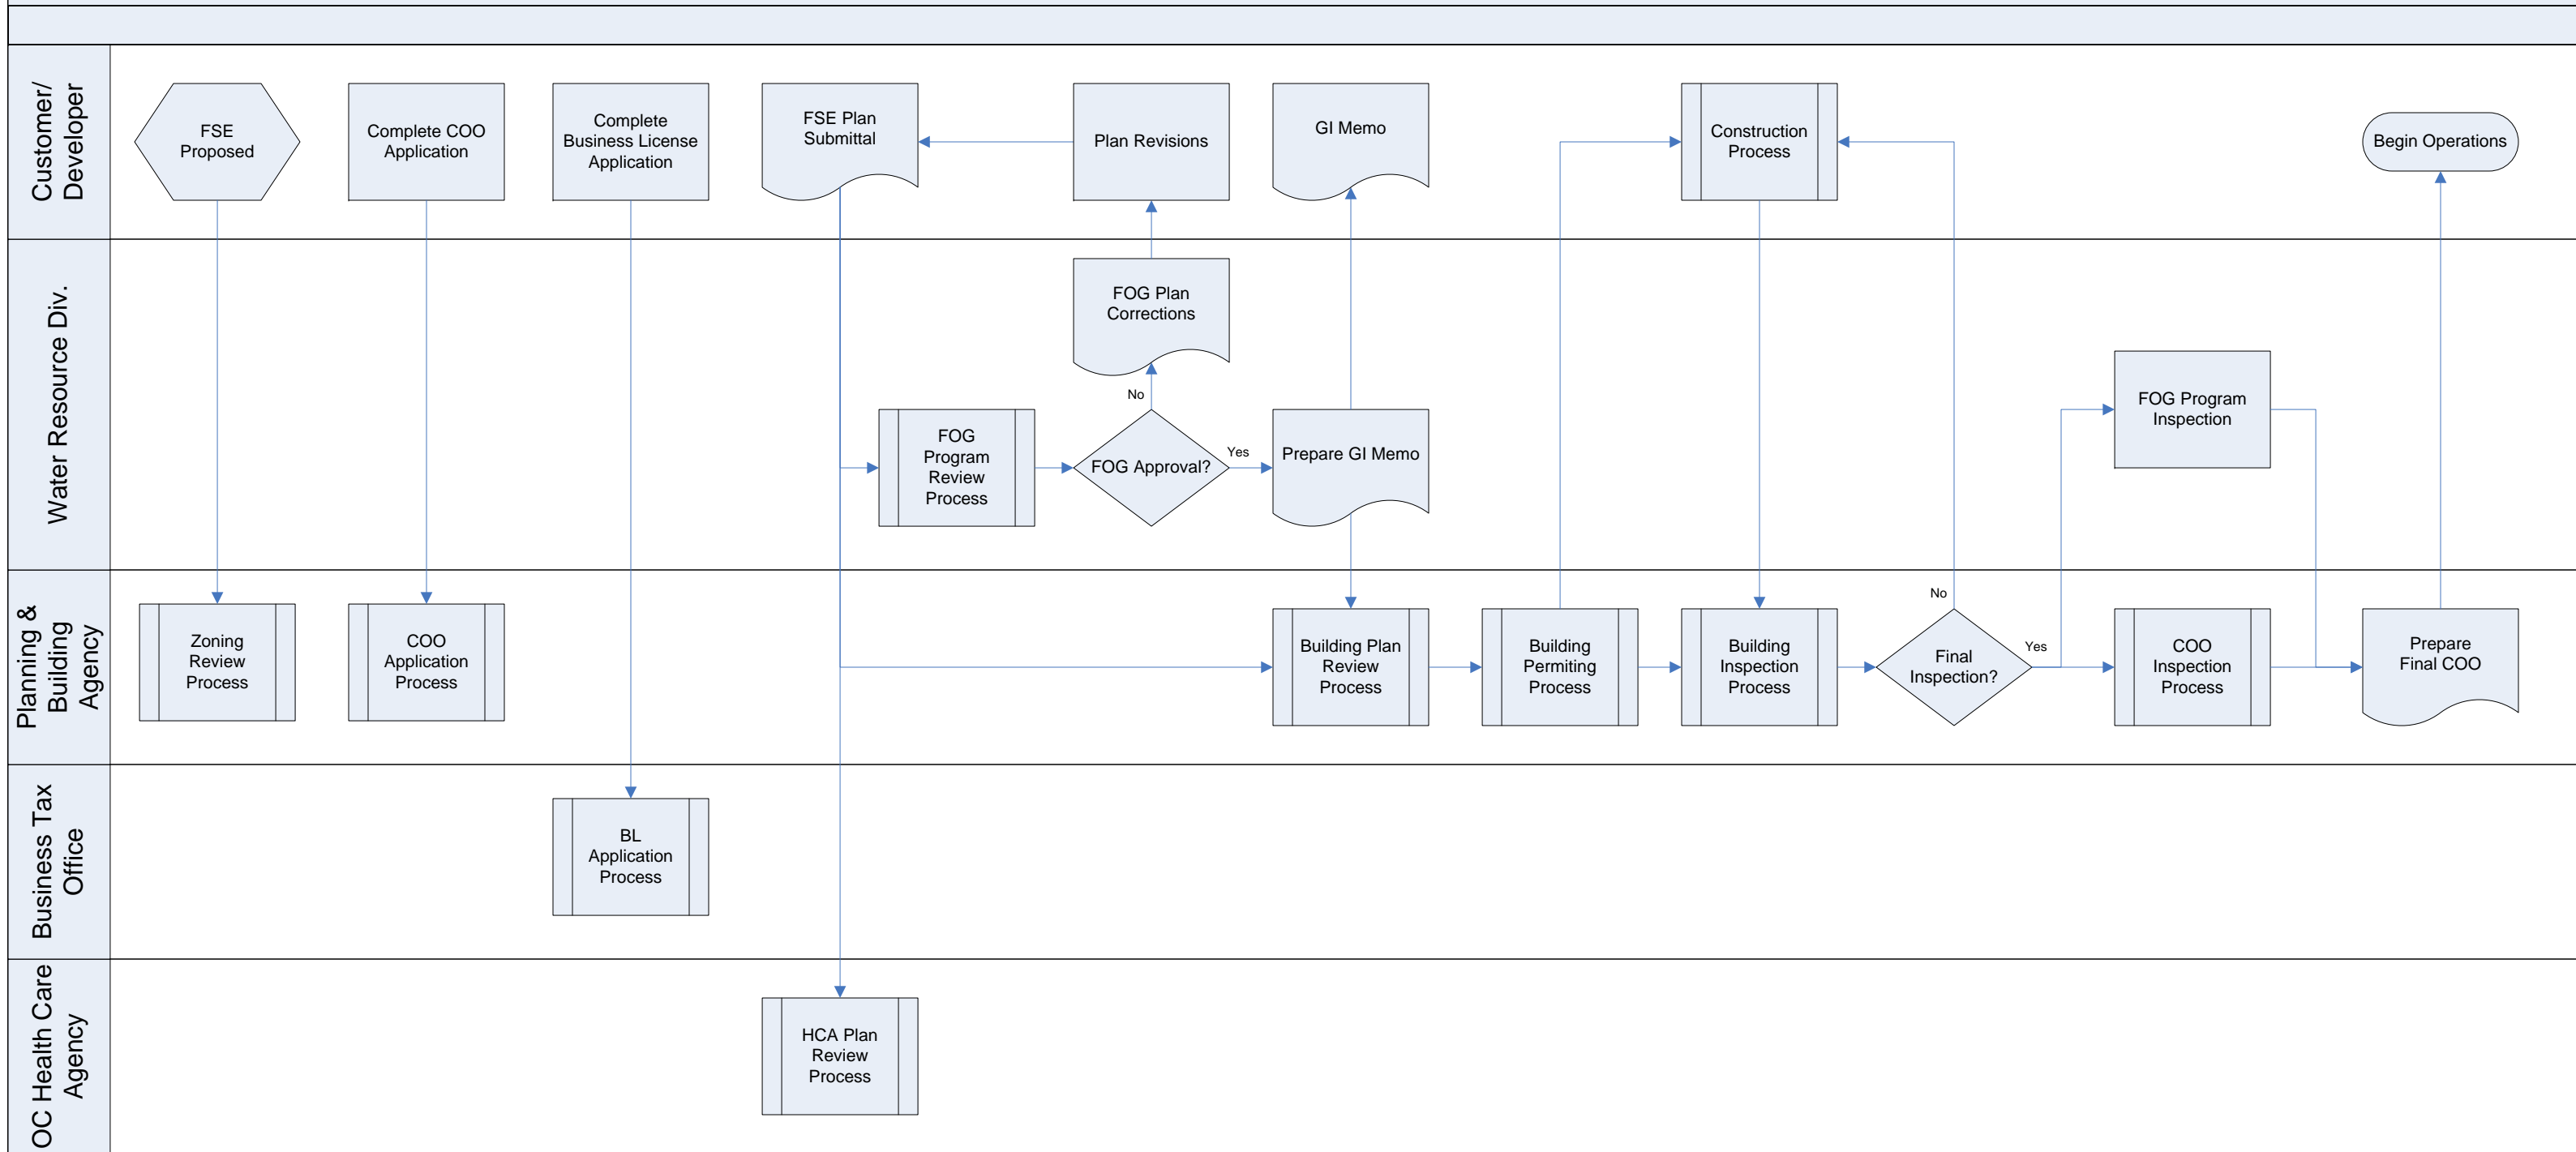 Customer/
Developer
FSE
Proposed
Complete COO
Application
Complete
Business License
Application
FSE Plan
Submittal
Plan Revisions
GI Memo
Construction
Process
Begin Operations
Water Resource Div.
FOG Plan
Corrections
No
FOG
Program
Review
Process
FOG Approval?
Yes
Prepare GI Memo
FOG Program
Inspection
Planning &
Building
Agency
Zoning
Review
Process
COO
Application
Process
Building Plan
Review
Process
Building
Permiting
Process
Building
Inspection
Process
No
Final
Inspection?
Yes
COO
Inspection
Process
Prepare
Final COO
Business Tax
Office
BL
Application
Process
OC Health Care
Agency
HCA Plan
Review
Process